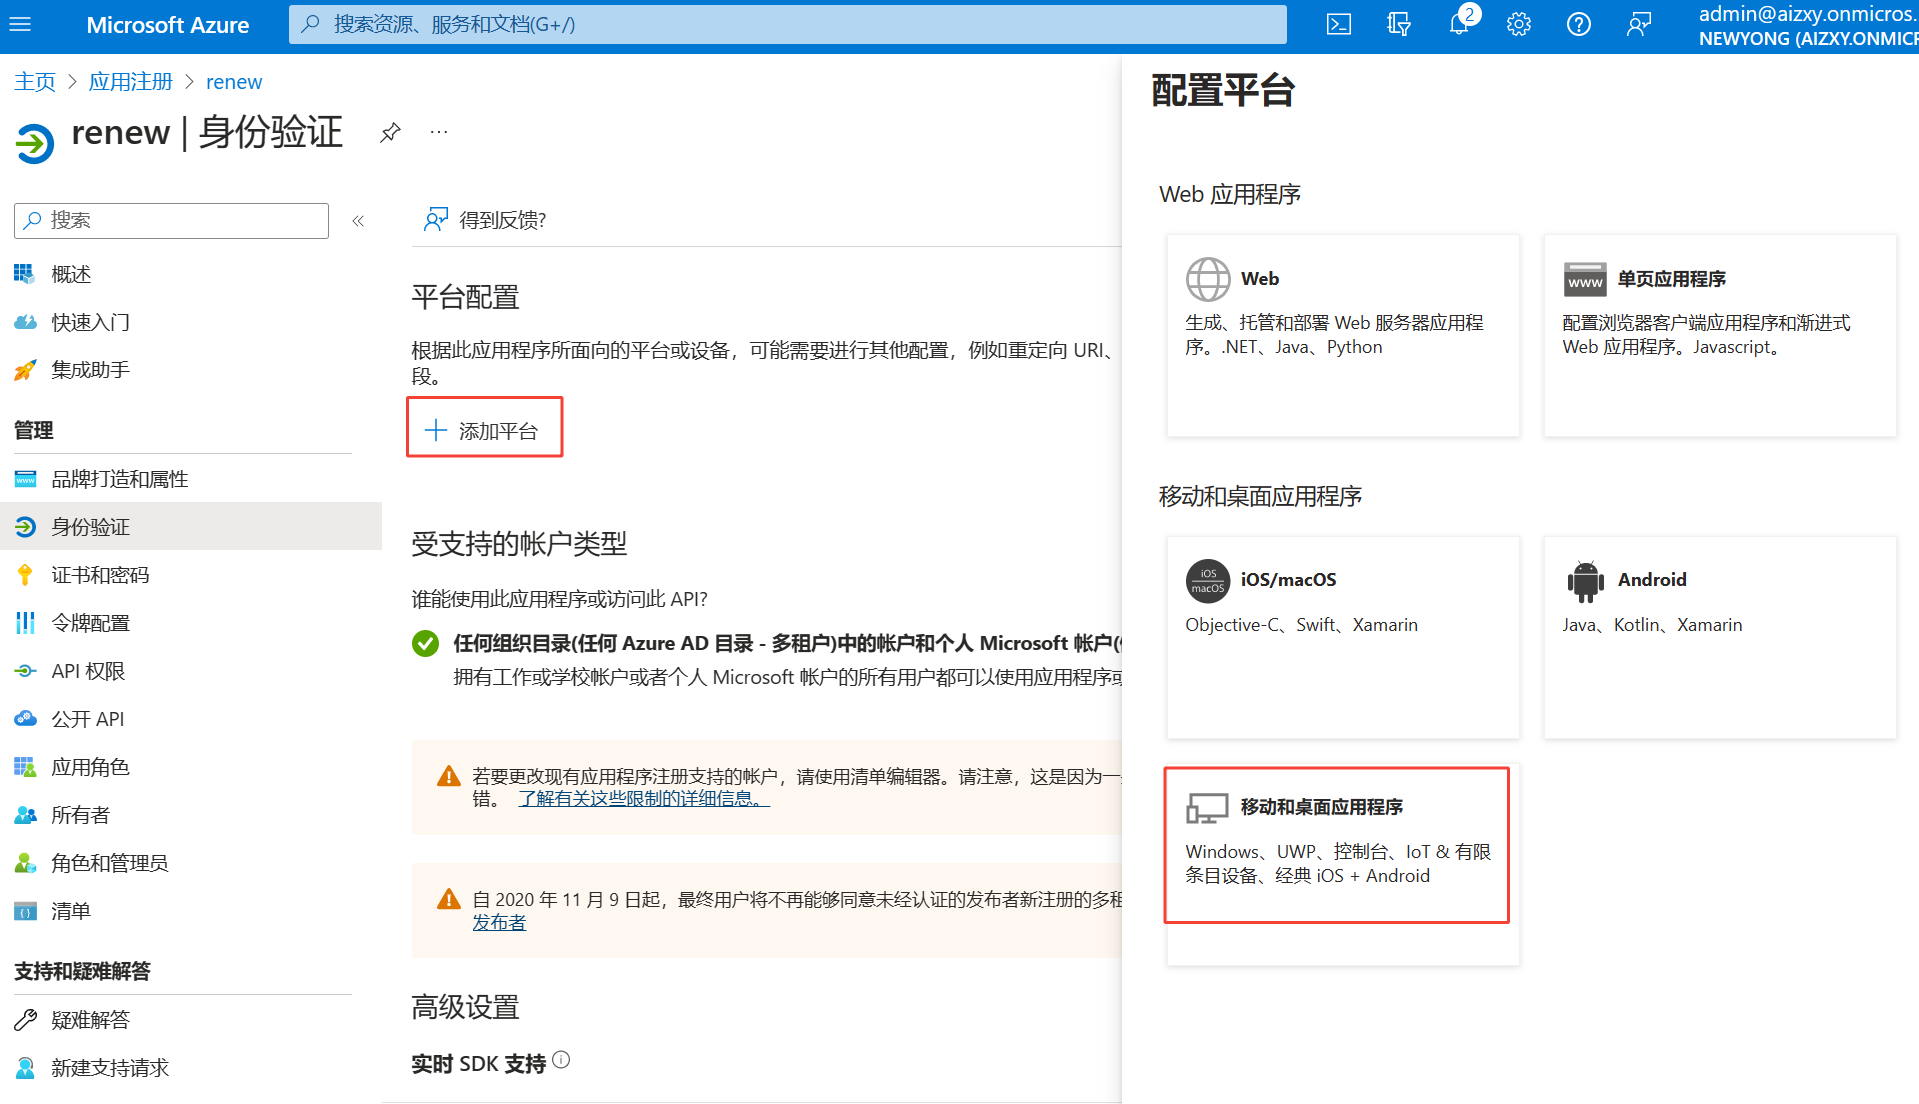 Microsoft Azure
搜索资源、服务和文档(G+/)
2
admin@aizxy.onmicros.
NEWYONG (AIZXY.ONMICR
主页 > 应用注册 > renew
renew | 身份验证
搜索
概述
快速入门
集成助手
管理
品牌打造和属性
身份验证
证书和密码
令牌配置
API 权限
公开 API
应用角色
所有者
角色和管理员
清单
支持和疑难解答
疑难解答
新建支持请求
得到反馈?
平台配置
根据此应用程序所面向的平台或设备，可能需要进行其他配置，例如重定向 URI、
段。
添加平台
受支持的帐户类型
谁能使用此应用程序或访问此 API?
任何组织目录(任何 Azure AD 目录 - 多租户)中的帐户和个人 Microsoft 帐户(
拥有工作或学校帐户或者个人 Microsoft 帐户的所有用户都可以使用应用程序或
若要更改现有应用程序注册支持的帐户，请使用清单编辑器。请注意，这是因为一
错。 了解有关这些限制的详细信息。
自 2020 年 11 月 9 日起，最终用户将不再能够同意未经认证的发布者新注册的多租
发布者
高级设置
实时 SDK 支持
配置平台
Web 应用程序
Web
生成、托管和部署 Web 服务器应用程
序。.NET、Java、Python
www
单页应用程序
配置浏览器客户端应用程序和渐进式
Web 应用程序。Javascript。
移动和桌面应用程序
iOS
macOS
iOS/macOS
Objective-C、Swift、Xamarin
Android
Java、Kotlin、Xamarin
移动和桌面应用程序
Windows、UWP、控制台、IoT & 有限
条目设备、经典 iOS + Android